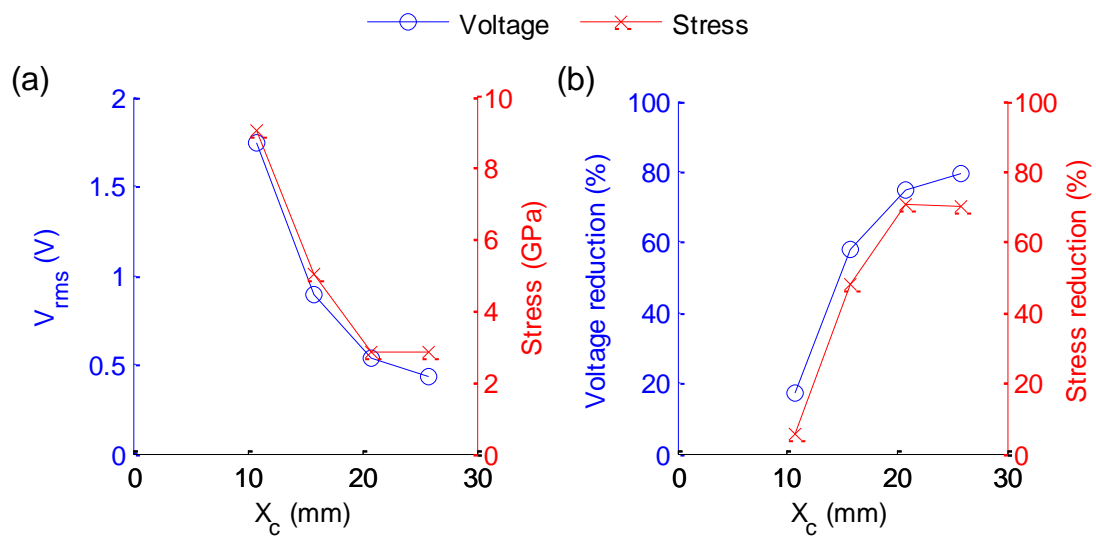 Voltage Stress
(a)
2
1.5
1
0.5
0
V_rms (V)
10
8
6
4
2
0
Stress (GPa)
0 10 20 30
X_c (mm)
(b)
100
80
60
40
20
0
Voltage reduction (%)
100
80
60
40
20
0
Stress reduction (%)
0 10 20 30
X_c (mm)